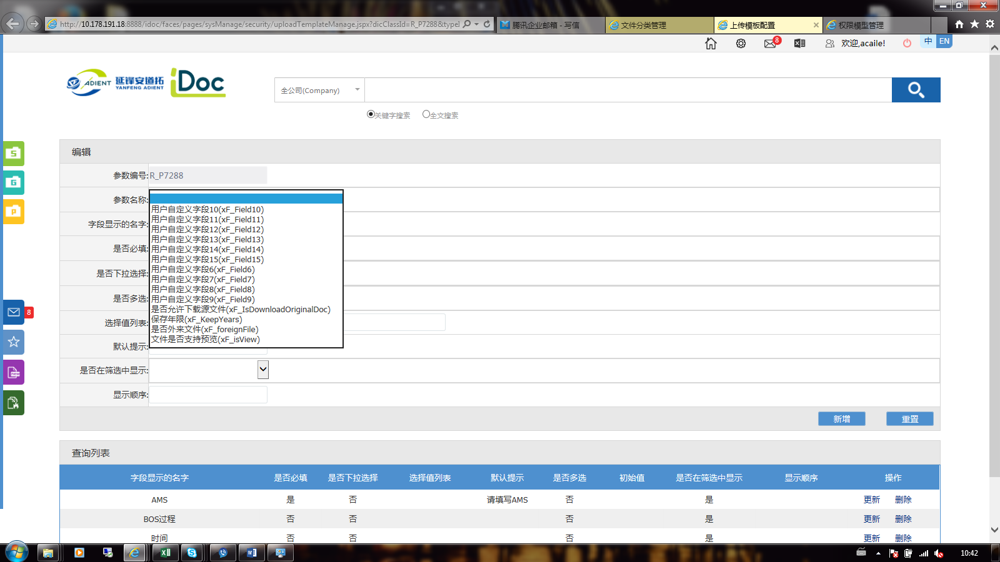 http://10.178.191.18:8888/idoc/faces/pages/sysManage/security/uploadTemplateManage.jspx?dicClassId=R_P7288&typeI
腾讯企业邮箱 - 写信
文件分类管理
上传模板配置
权限模型管理
8
欢迎,acaile!
中
EN
ADIENT
延锋安道拓
YANFENG ADIENT
iDoc
全公司(Company)
关键字搜索
全文搜索
S
G
P
8
new
编辑
参数编号:
R_P7288
参数名称:
用户自定义字段10(xF_Field10)
用户自定义字段11(xF_Field11)
用户自定义字段12(xF_Field12)
用户自定义字段13(xF_Field13)
用户自定义字段14(xF_Field14)
用户自定义字段15(xF_Field15)
用户自定义字段6(xF_Field6)
用户自定义字段7(xF_Field7)
用户自定义字段8(xF_Field8)
用户自定义字段9(xF_Field9)
是否允许下载源文件(xF_IsDownloadOriginalDoc)
保存年限(xF_KeepYears)
是否外来文件(xF_foreignFile)
文件是否支持预览(xF_isView)
字段显示的名字:
是否必填:
是否下拉选择:
是否多选:
选择值列表:
默认提示:
是否在筛选中显示:
显示顺序:
新增
重置
查询列表
字段显示的名字 是否必填 是否下拉选择 选择值列表 默认提示 是否多选 初始值 是否在筛选中显示 显示顺序 操作
AMS 是 否 请填写AMS 否 是 更新 删除
BOS过程 否 否 否 是 更新 删除
时间 否 否 否 是 更新 删除
10:42